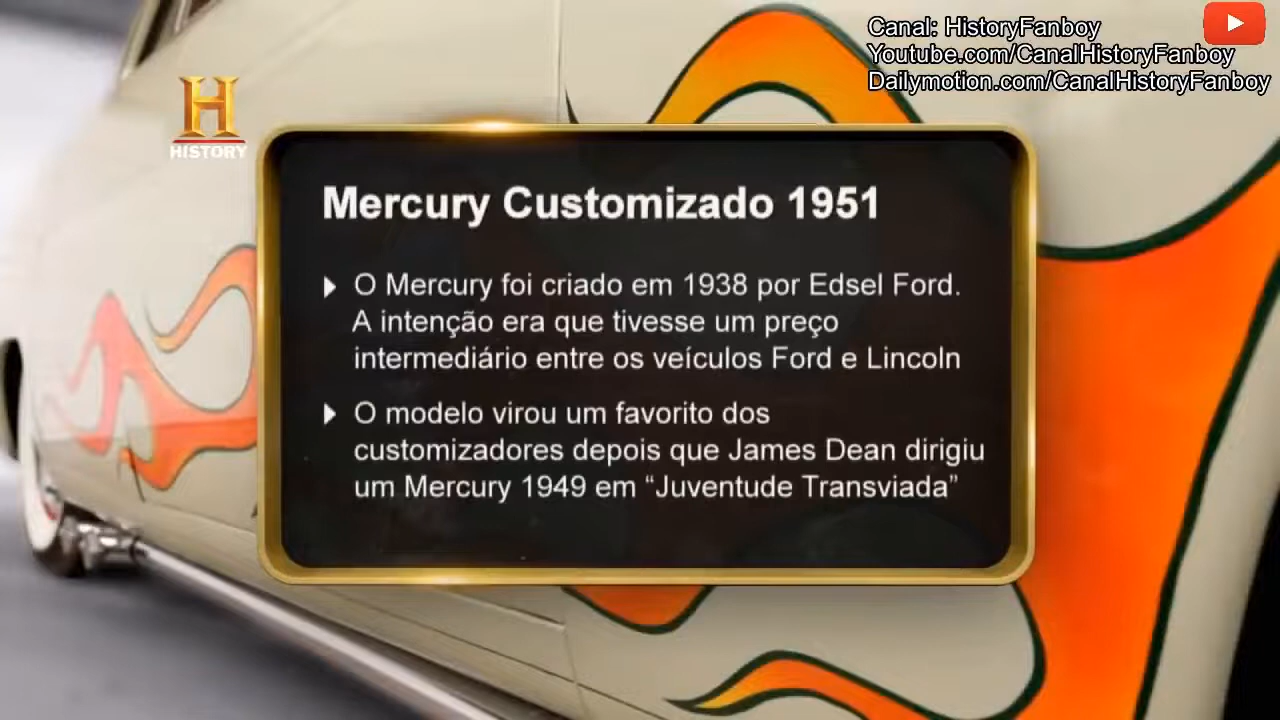 Canal: HistoryFanboy
Youtube.com/CanalHistoryFanboy
Dailymotion.com/CanalHistoryFanboy
H
HISTORY
Mercury Customizado 1951
O Mercury foi criado em 1938 por Edsel Ford.
A intenção era que tivesse um preço
intermediário entre os veículos Ford e Lincoln
O modelo virou um favorito dos
customizadores depois que James Dean dirigiu
um Mercury 1949 em “Juventude Transviada”